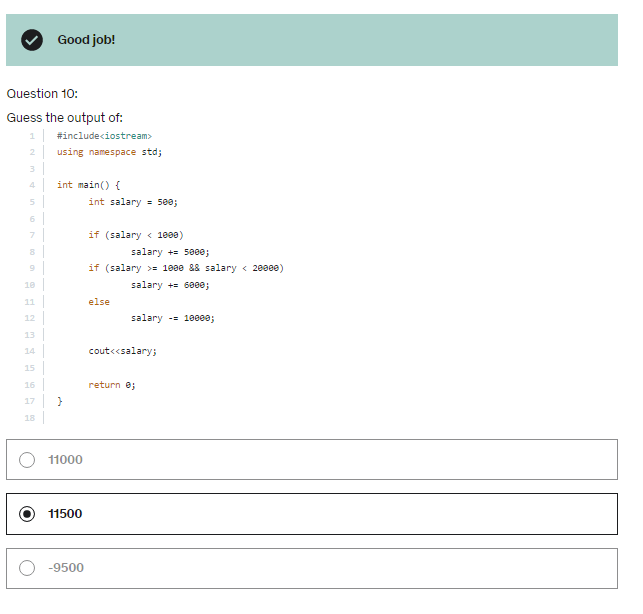 Good job!
Question 10:
Guess the output of:
1 #include<iostream>
2 using namespace std;
3
4 int main() {
5 int salary = 500;
6
7 if (salary < 1000)
8 salary += 5000;
9 if (salary >= 1000 && salary < 20000)
10 salary += 6000;
11 else
12 salary -= 10000;
13
14 cout<<salary;
15
16 return 0;
17 }
18
11000
11500
-9500